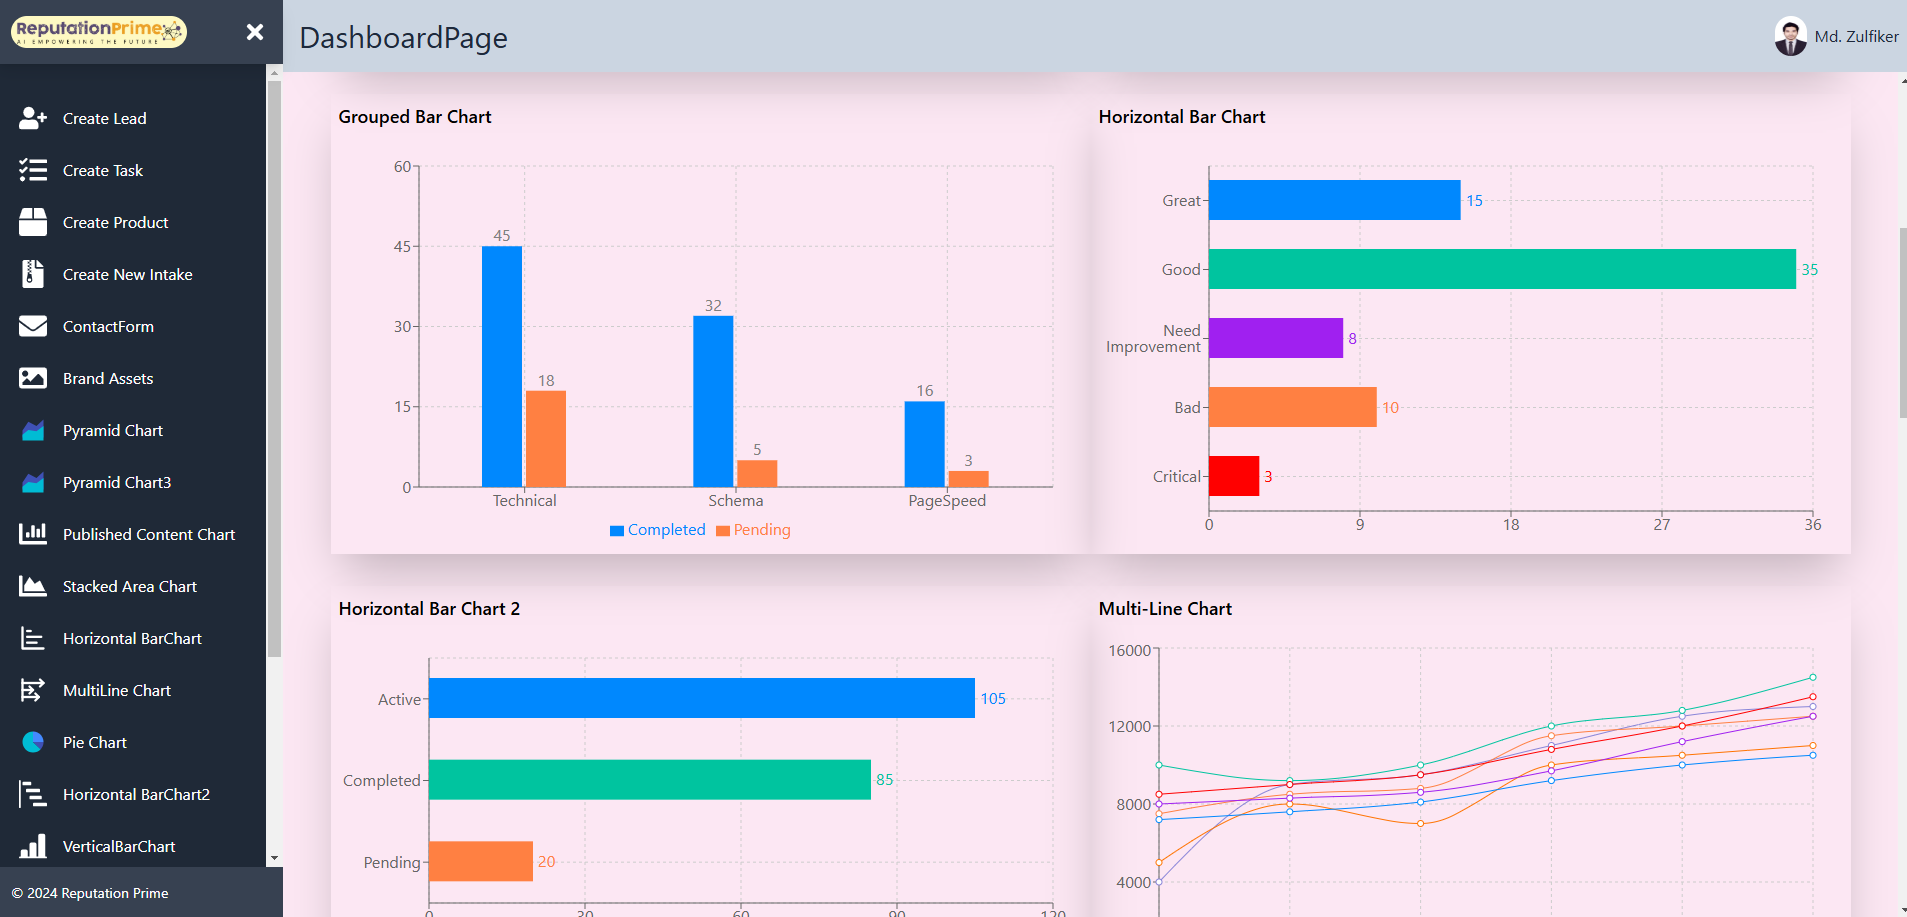 ReputationPrime
AI EMPOWERING THE FUTURE
DashboardPage
Md. Zulfiker
Create Lead
Create Task
Create Product
Create New Intake
ContactForm
Brand Assets
Pyramid Chart
Pyramid Chart3
Published Content Chart
Stacked Area Chart
Horizontal BarChart
MultiLine Chart
Pie Chart
Horizontal BarChart2
VerticalBarChart
© 2024 Reputation Prime
Grouped Bar Chart
60
45
30
15
0
45
18
32
5
16
3
Technical
Schema
PageSpeed
Completed
Pending
Horizontal Bar Chart
Great
15
Good
35
Need
Improvement
8
Bad
10
Critical
3
0
9
18
27
36
Horizontal Bar Chart 2
Active
105
Completed
85
Pending
20
0
30
60
90
120
Multi-Line Chart
16000
12000
8000
4000